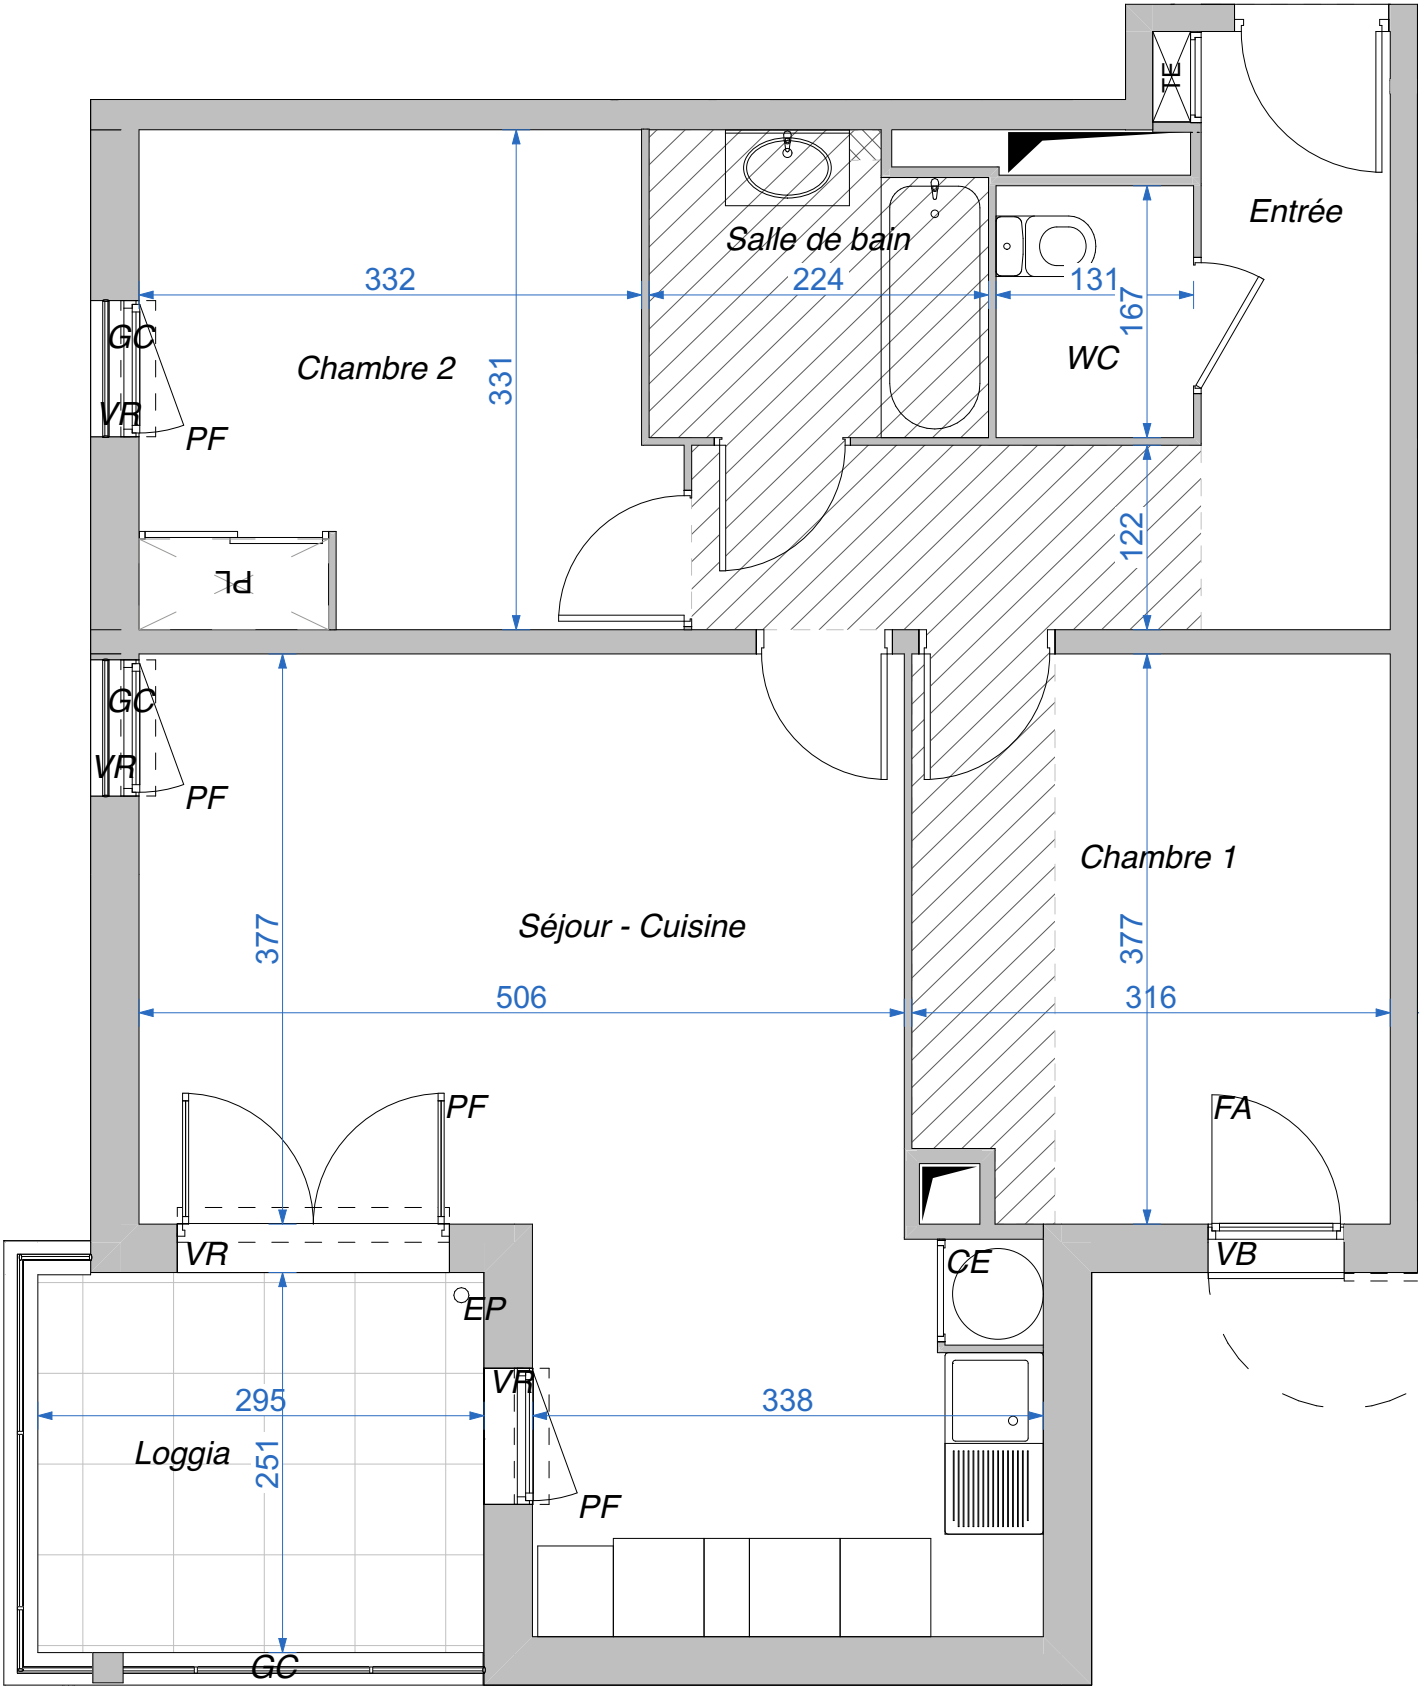 TE
Entrée
Salle de bain
332
224
131
167
GC
Chambre 2
331
WC
VR
PF
122
PL
GC
VR
PF
Chambre 1
Séjour - Cuisine
377
377
506
316
PF
FA
VR
CE
VB
EP
VR
295
338
Loggia
251
PF
GC